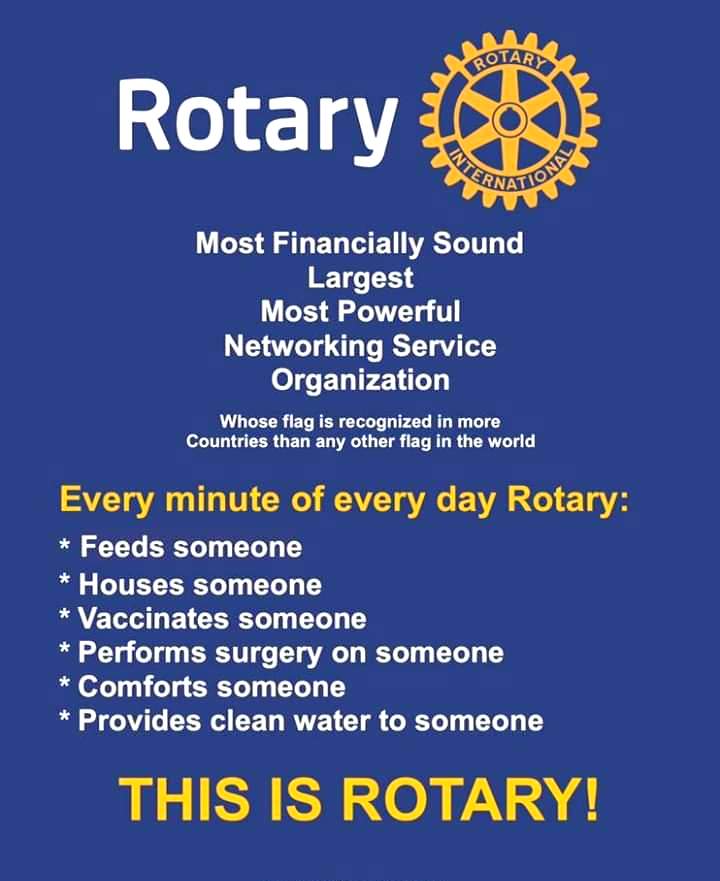 Rotary
ROTARY
INTERNATIONAL
Most Financially Sound
Largest
Most Powerful
Networking Service
Organization
Whose flag is recognized in more
Countries than any other flag in the world
Every minute of every day Rotary:
* Feeds someone
* Houses someone
* Vaccinates someone
* Performs surgery on someone
* Comforts someone
* Provides clean water to someone
THIS IS ROTARY!